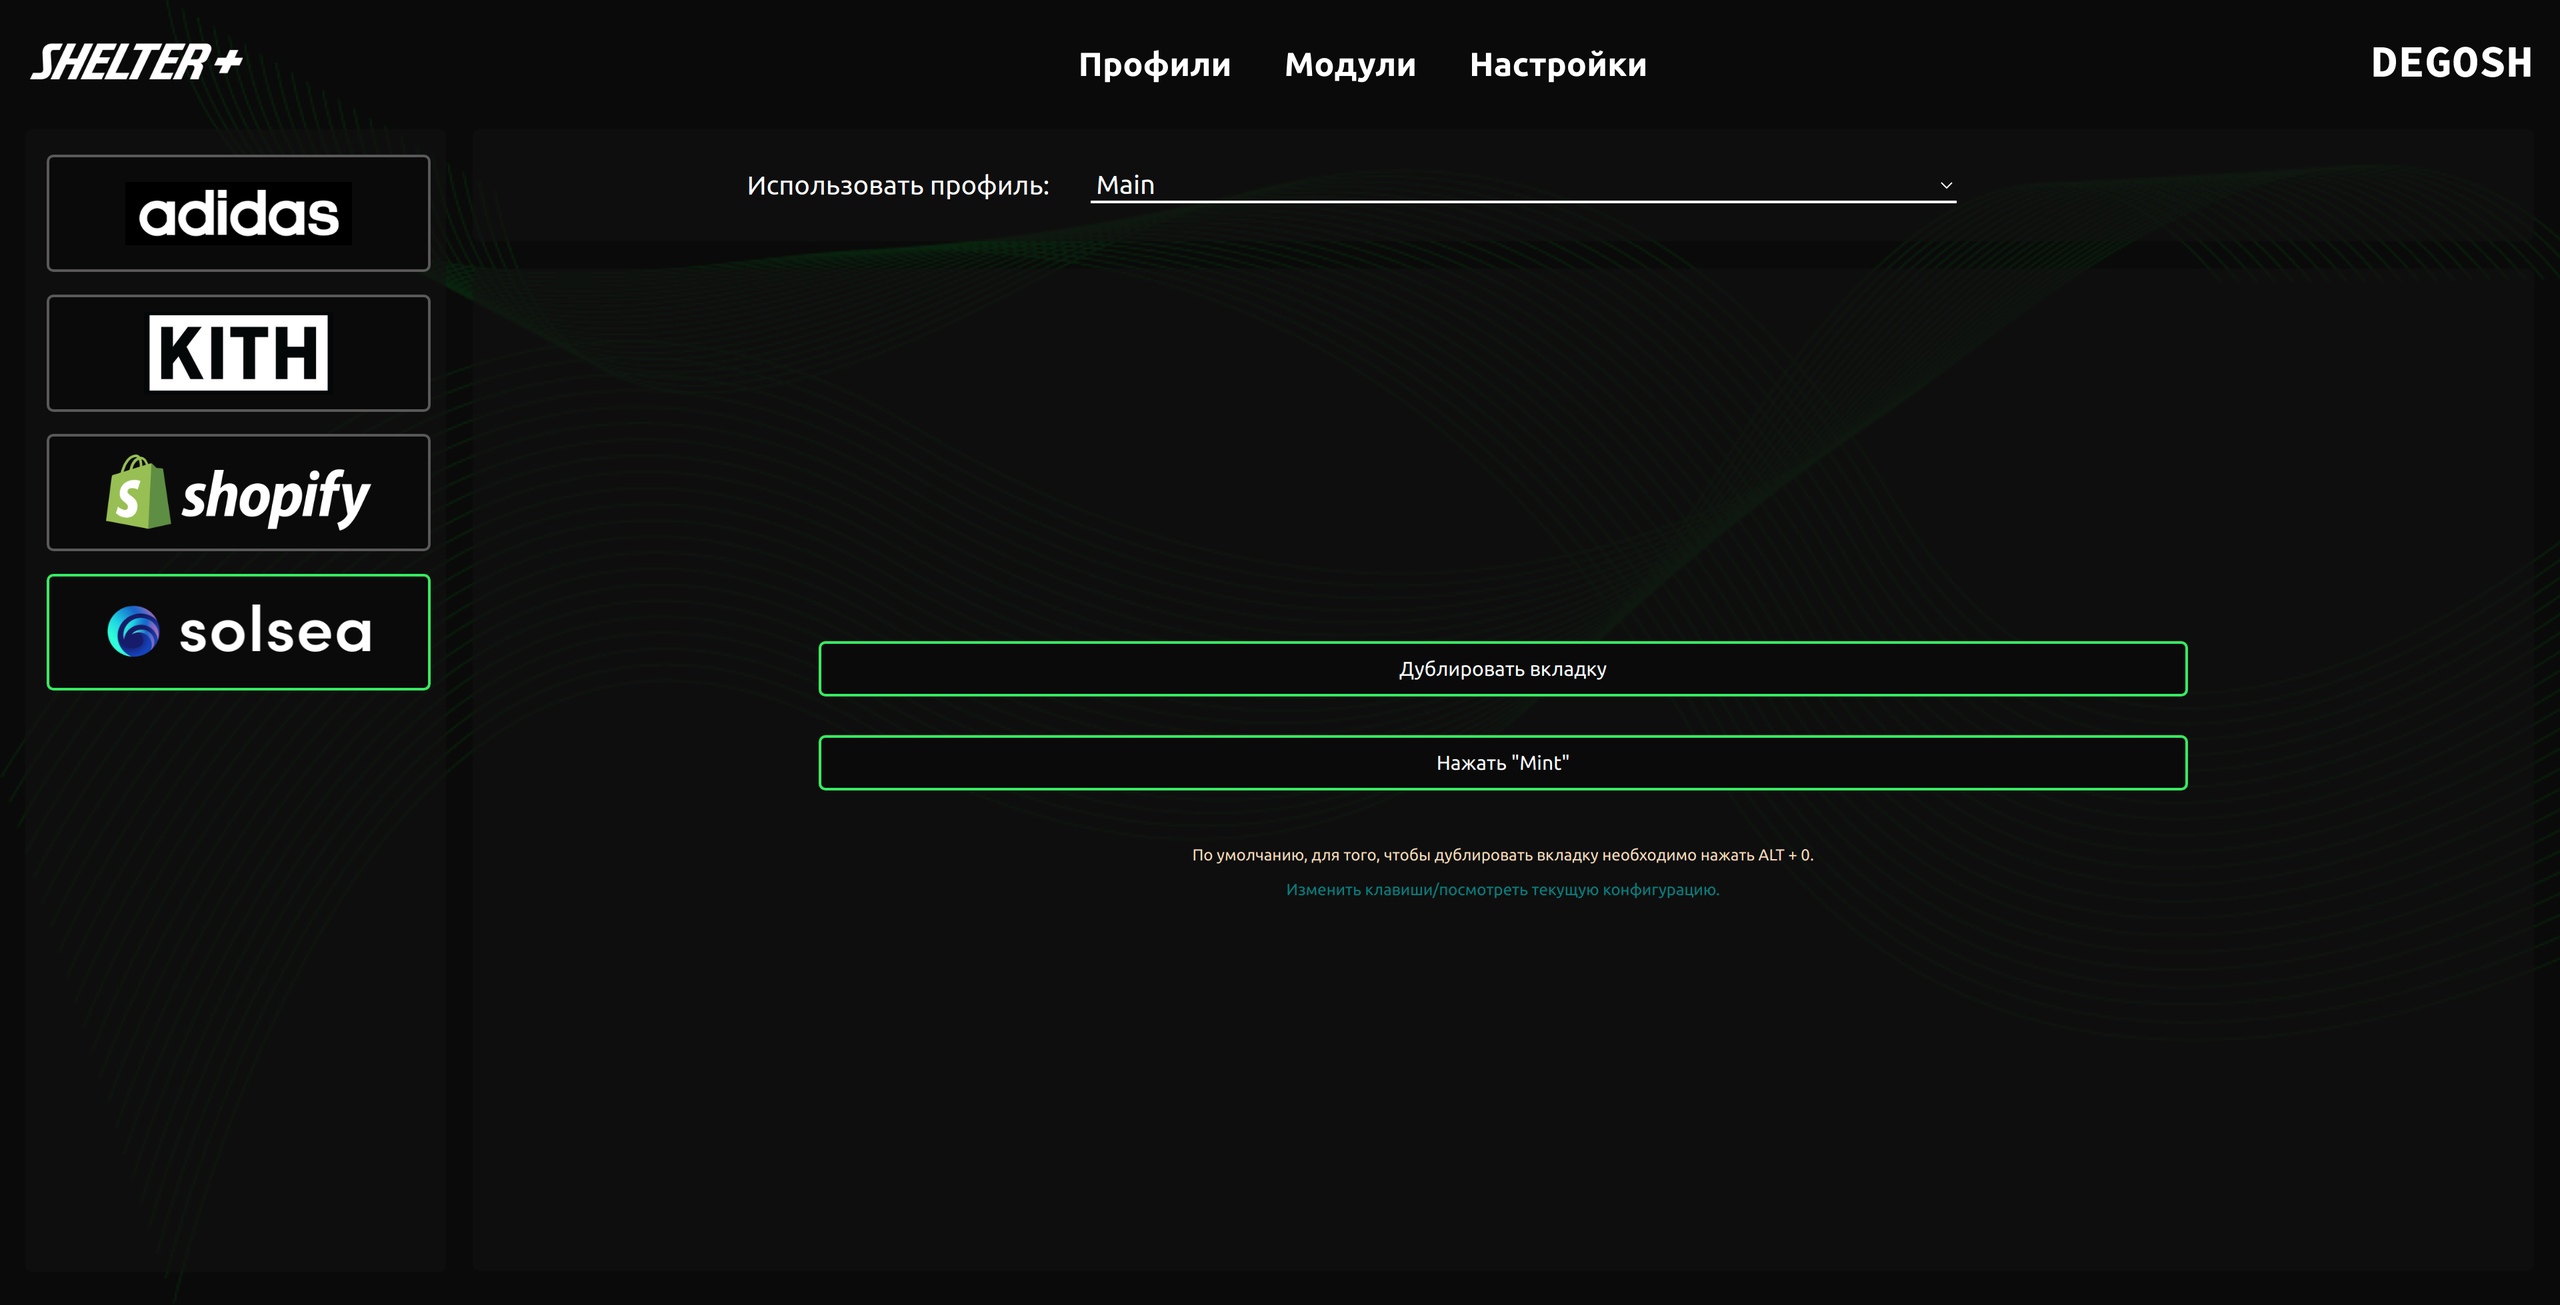 SHELTER+
Профили Модули Настройки
DEGOSH
adidas
KITH
shopify
solsea
Использовать профиль: Main
Дублировать вкладку
Нажать "Mint"
По умолчанию, для того, чтобы дублировать вкладку необходимо нажать ALT + 0.
Изменить клавиши/посмотреть текущую конфигурацию.